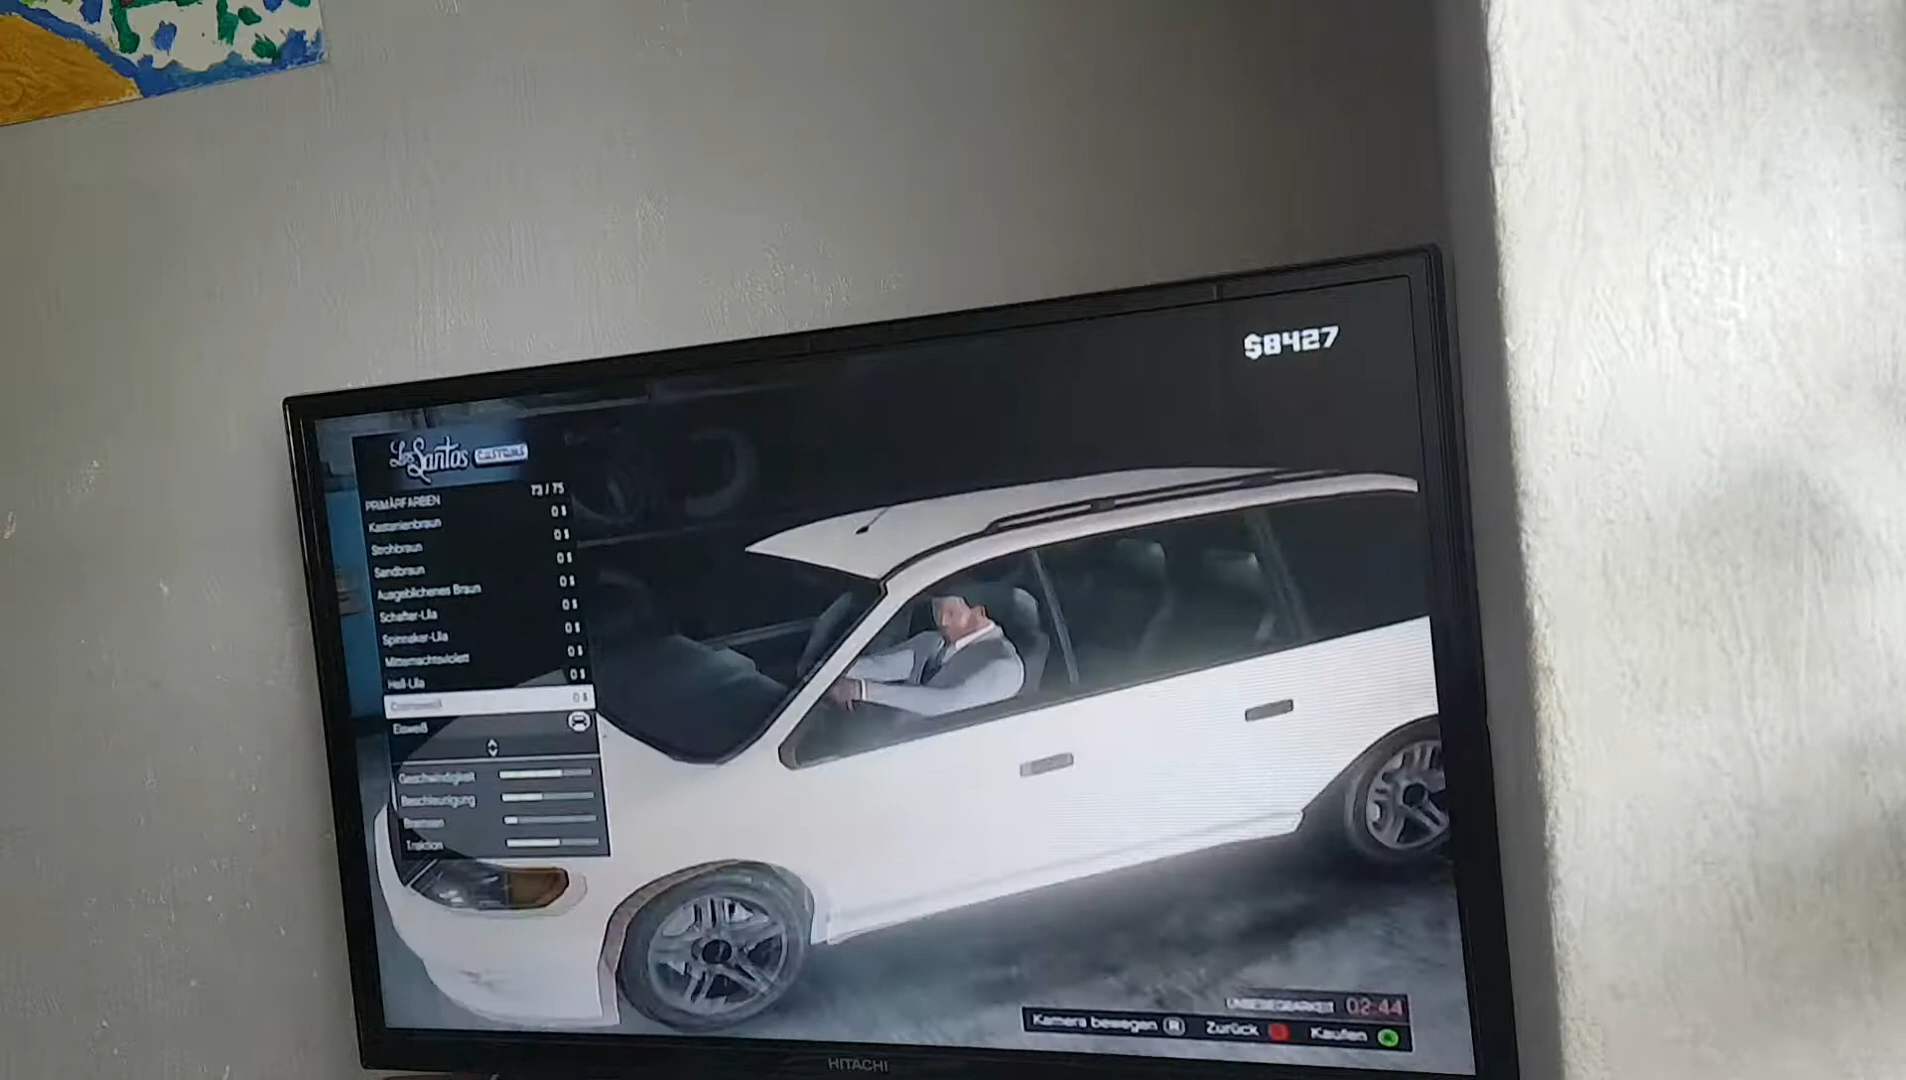 $8427
Los Santos CUSTOMS
PRIMÄRFARBEN 73 / 75
Kastanienbraun 0 $
Strohbraun 0 $
Sandbraun 0 $
Ausgeblichenes Braun 0 $
Schafter-Lila 0 $
Spinnaker-Lila 0 $
Mitternachtsviolett 0 $
Hell-Lila 0 $
0 $
Eisweiß
Geschwindigkeit
Beschleunigung
Bremsen
Traktion
02:44
Kamera bewegen R Zurück Kaufen A
HITACHI